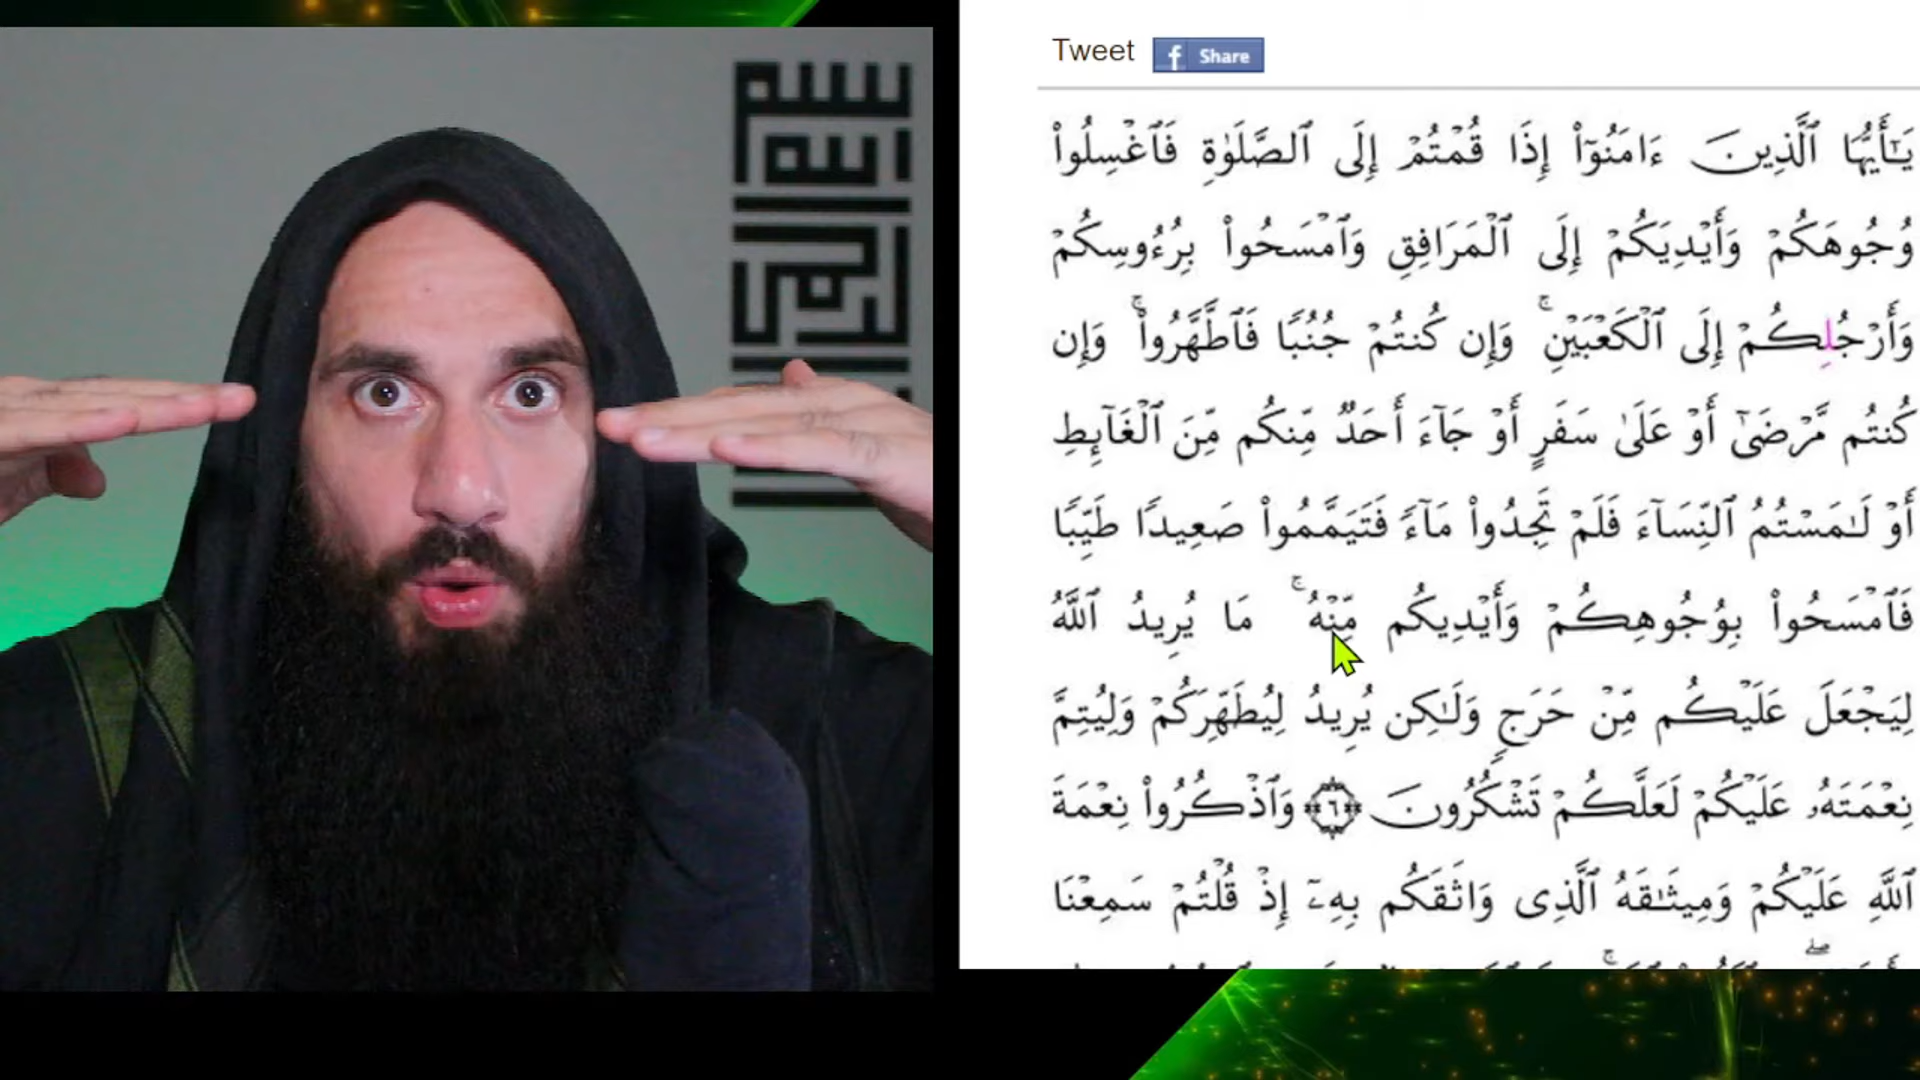 Tweet
f Share
يَـٰٓأَيُّهَا ٱلَّذِينَ ءَامَنُوٓا۟ إِذَا قُمْتُمْ إِلَى ٱلصَّلَوٰةِ فَٱغْسِلُوا۟
وُجُوهَكُمْ وَأَيْدِيَكُمْ إِلَى ٱلْمَرَافِقِ وَٱمْسَحُوا۟ بِرُءُوسِكُمْ
وَأَرْجُلِكُمْ إِلَى ٱلْكَعْبَيْنِ ۚ وَإِن كُنتُمْ جُنُبًا فَٱطَّهَّرُوا۟ ۚ وَإِن
كُنتُم مَّرْضَىٰٓ أَوْ عَلَىٰ سَفَرٍ أَوْ جَآءَ أَحَدٌ مِّنكُم مِّنَ ٱلْغَآئِطِ
أَوْ لَـٰمَسْتُمُ ٱلنِّسَآءَ فَلَمْ تَجِدُوا۟ مَآءً فَتَيَمَّمُوا۟ صَعِيدًا طَيِّبًا
فَٱمْسَحُوا۟ بِوُجُوهِكُمْ وَأَيْدِيكُم مِّنْهُ ۚ مَا يُرِيدُ ٱللَّهُ
لِيَجْعَلَ عَلَيْكُم مِّنْ حَرَجٍ وَلَـٰكِن يُرِيدُ لِيُطَهِّرَكُمْ وَلِيُتِمَّ
نِعْمَتَهُۥ عَلَيْكُمْ لَعَلَّكُمْ تَشْكُرُونَ ﴿٦﴾ وَٱذْكُرُوا۟ نِعْمَةَ
ٱللَّهِ عَلَيْكُمْ وَمِيثَـٰقَهُ ٱلَّذِى وَاثَقَكُم بِهِۦٓ إِذْ قُلْتُمْ سَمِعْنَا